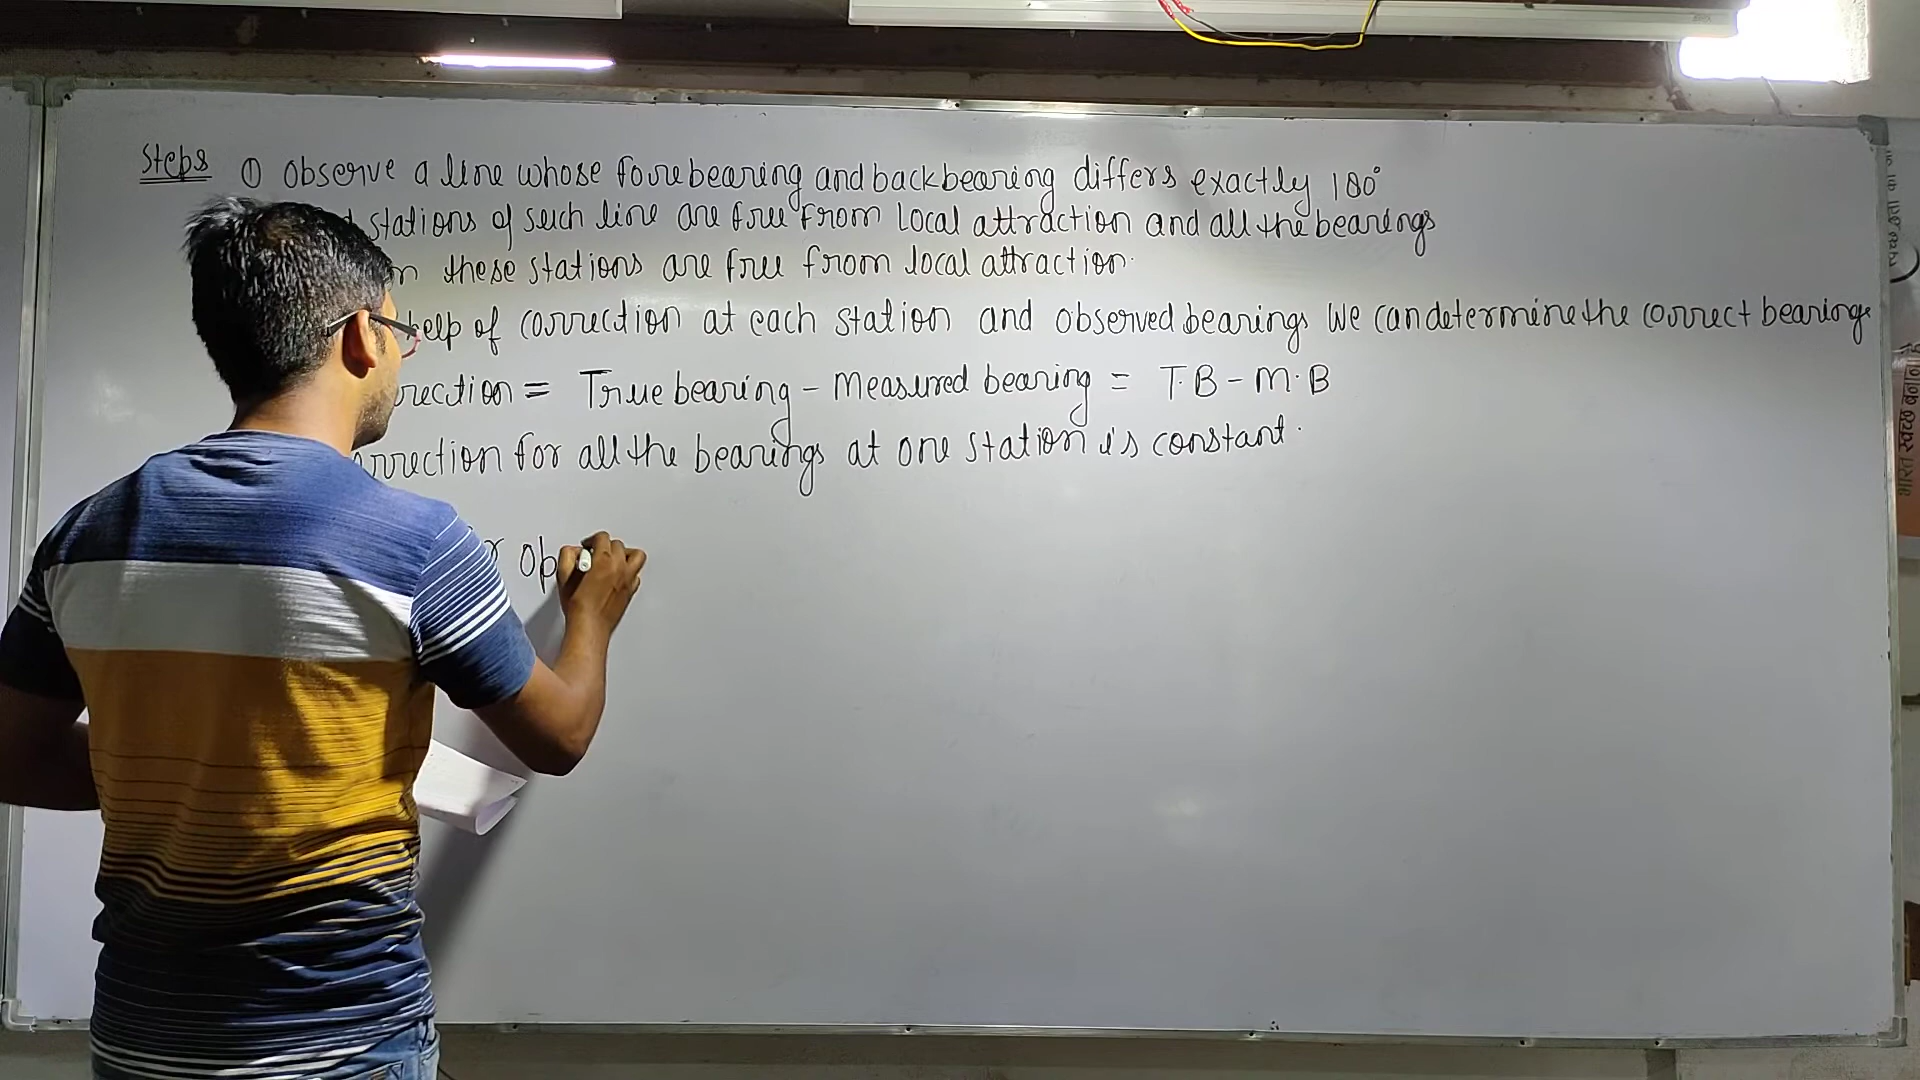 Steps ① Observe a line whose forebearing and backbearing differs exactly 180°
stations of such line are free from local attraction and all the bearings
these stations are free from local attraction.
help of correction at each station and observed bearings We can determine the correct bearings
rection = True bearing - Measured bearing = T.B - M.B
orrection for all the bearings at one station is constant.